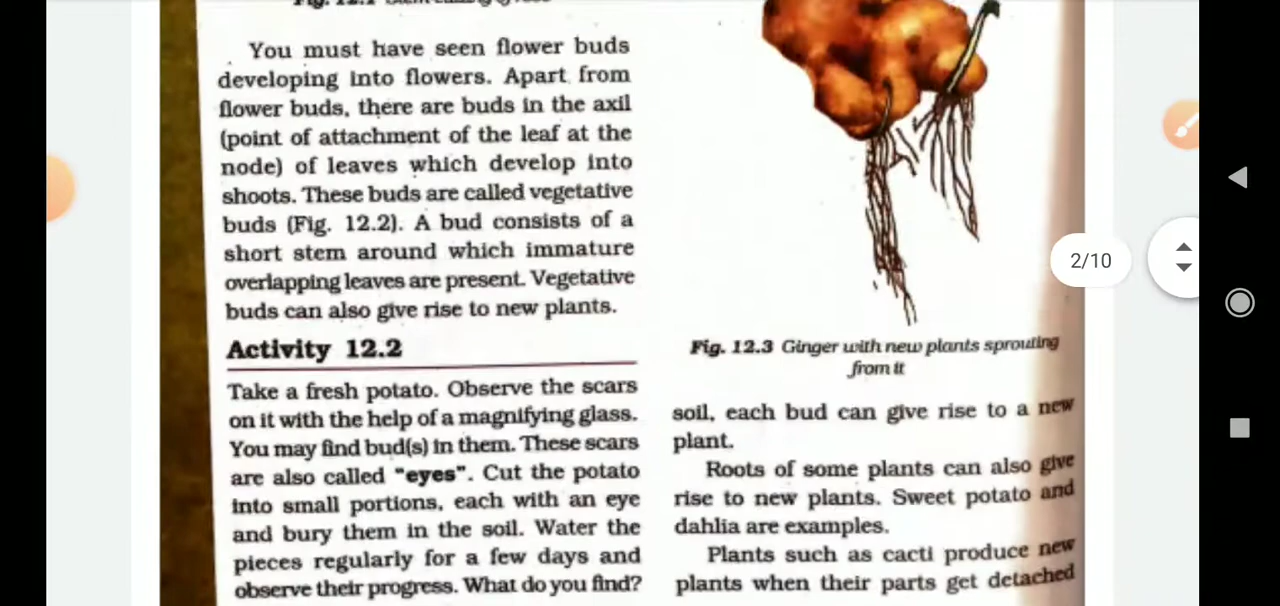 You must have seen flower buds
developing into flowers. Apart from
flower buds, there are buds in the axil
(point of attachment of the leaf at the
node) of leaves which develop into
shoots. These buds are called vegetative
buds (Fig. 12.2). A bud consists of a
short stem around which immature
overlapping leaves are present. Vegetative
buds can also give rise to new plants.
Activity 12.2
Take a fresh potato. Observe the scars
on it with the help of a magnifying glass.
You may find bud(s) in them. These scars
are also called "eyes". Cut the potato
into small portions, each with an eye
and bury them in the soil. Water the
pieces regularly for a few days and
observe their progress. What do you find?
Fig. 12.3 Ginger with new plants sprouting
from it
soil, each bud can give rise to a new
plant.
Roots of some plants can also give
rise to new plants. Sweet potato and
dahlia are examples.
Plants such as cacti produce new
plants when their parts get detached
2/10